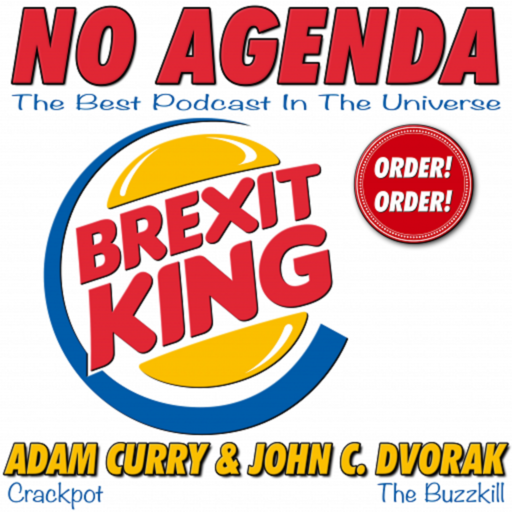 NO AGENDA
The Best Podcast In The Universe
ORDER!
ORDER!
BREXIT
KING
ADAM CURRY & JOHN C. DVORAK
Crackpot
The Buzzkill